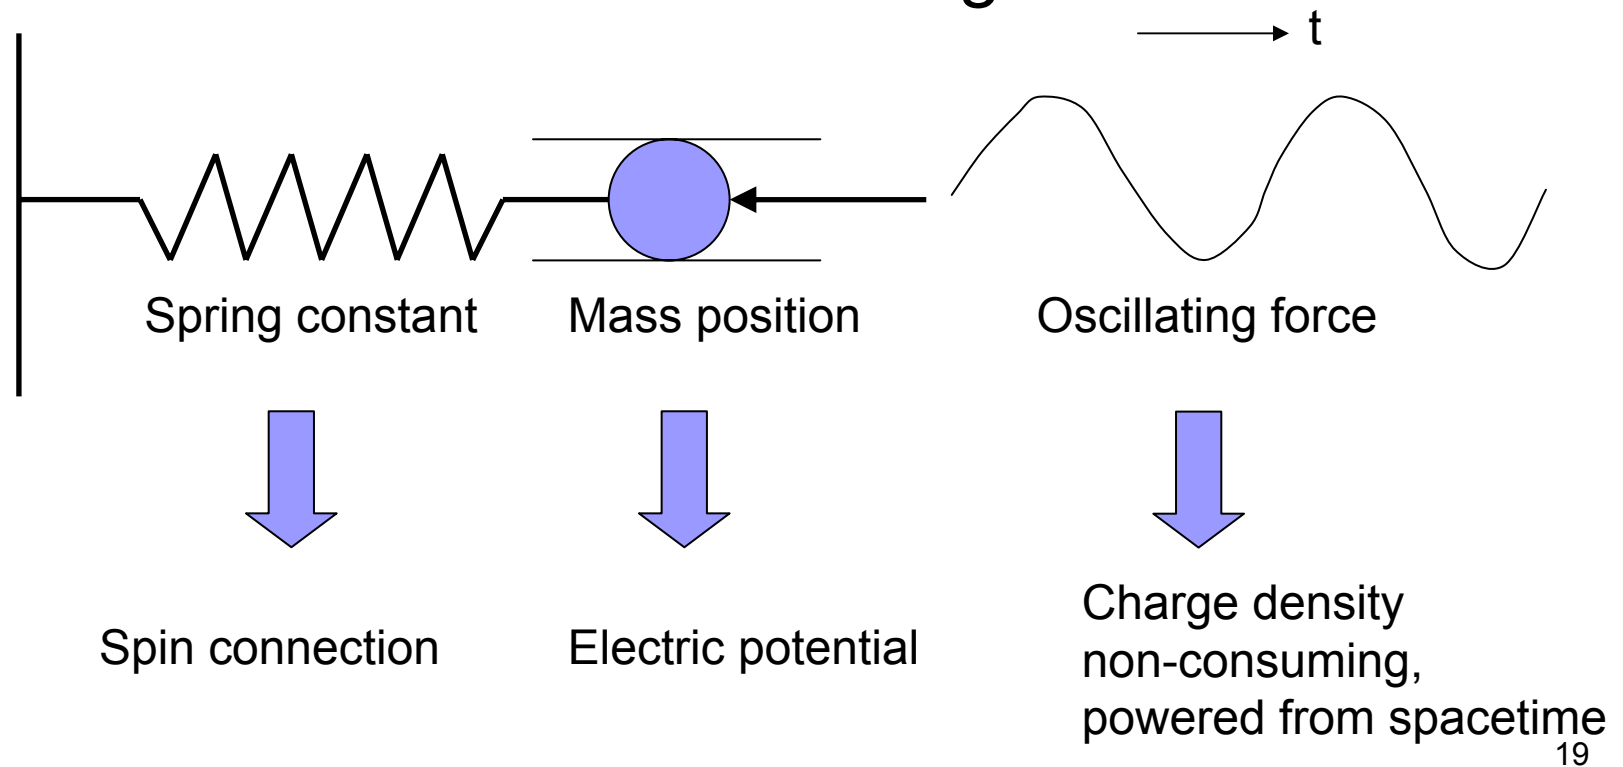 t
Spring constant
Mass position
Oscillating force
Spin connection
Electric potential
Charge density
non-consuming,
powered from spacetime
19